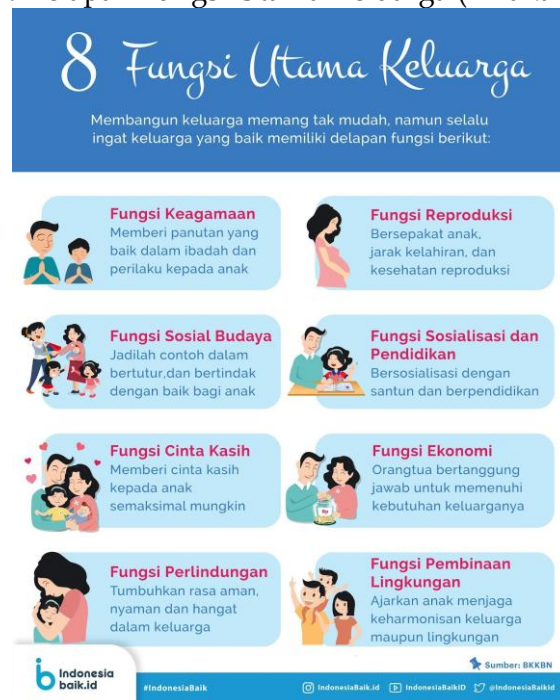 8 Fungsi Utama Keluarga
Membangun keluarga memang tak mudah, namun selalu
ingat keluarga yang baik memiliki delapan fungsi berikut:
Fungsi Keagamaan
Memberi panutan yang
baik dalam ibadah dan
perilaku kepada anak
Fungsi Reproduksi
Bersepakat anak,
jarak kelahiran, dan
kesehatan reproduksi
Fungsi Sosial Budaya
Jadilah contoh dalam
bertutur,dan bertindak
dengan baik bagi anak
Fungsi Sosialisasi dan
Pendidikan
Bersosialisasi dengan
santun dan berpendidikan
Fungsi Cinta Kasih
Memberi cinta kasih
kepada anak
semaksimal mungkin
Fungsi Ekonomi
Orangtua bertanggung
jawab untuk memenuhi
kebutuhan keluarganya
Fungsi Perlindungan
Tumbuhkan rasa aman,
nyaman dan hangat
dalam keluarga
Fungsi Pembinaan
Lingkungan
Ajarkan anak menjaga
keharmonisan keluarga
maupun lingkungan
Sumber: BKKBN
Indonesia
baik.id
#IndonesiaBaik
IndonesiaBaik.id IndonesiaBaikID @IndonesiaBaikId